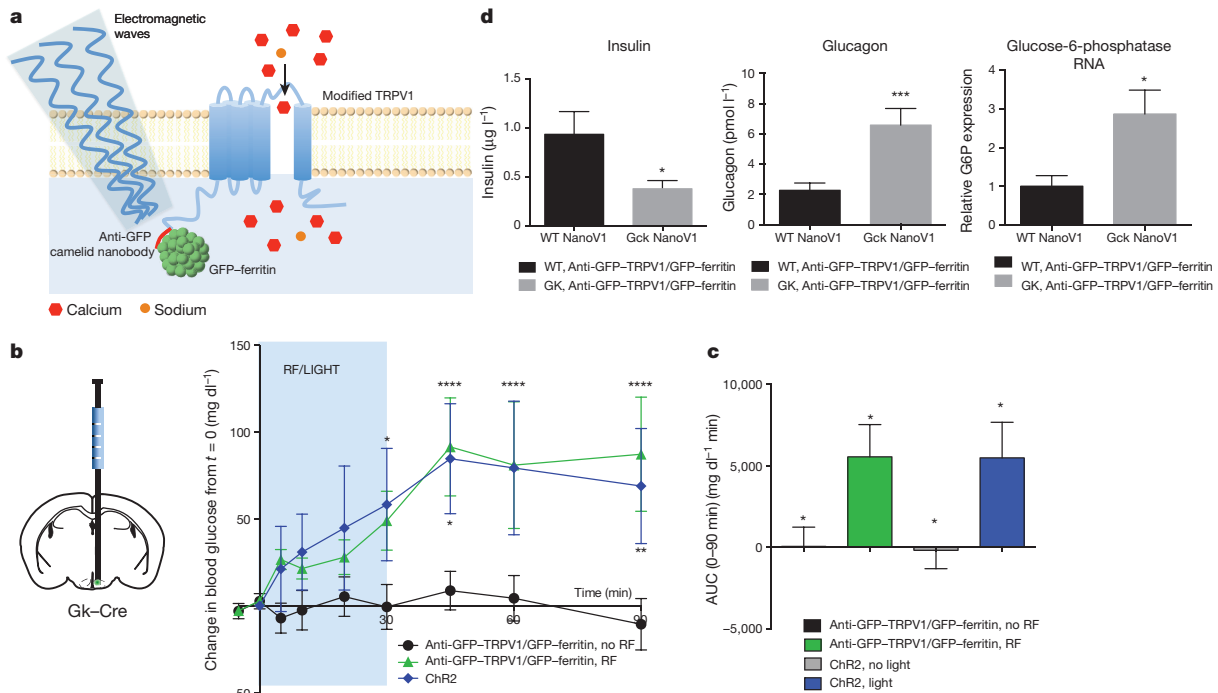 a
Electromagnetic
waves
Modified TRPV1
Anti-GFP
camelid nanobody
GFP–ferritin
Calcium
Sodium
d
Insulin
Insulin (µg l⁻¹)
1.5
1.0
0.5
0
*
WT NanoV1
Gck NanoV1
WT, Anti-GFP–TRPV1/GFP–ferritin
GK, Anti-GFP–TRPV1/GFP–ferritin
Glucagon
Glucagon (pmol l⁻¹)
10
8
6
4
2
0
***
WT NanoV1
Gck NanoV1
WT, Anti-GFP–TRPV1/GFP–ferritin
GK, Anti-GFP–TRPV1/GFP–ferritin
Glucose-6-phosphatase
RNA
Relative G6P expression
4
3
2
1
0
*
WT NanoV1
Gck NanoV1
WT, Anti-GFP–TRPV1/GFP–ferritin
GK, Anti-GFP–TRPV1/GFP–ferritin
b
Gk–Cre
Change in blood glucose from t = 0 (mg dl⁻¹)
150
100
50
0
50
RF/LIGHT
*
****
****
****
*
**
Time (min)
30
60
90
Anti-GFP–TRPV1/GFP–ferritin, no RF
Anti-GFP–TRPV1/GFP–ferritin, RF
ChR2
c
AUC (0–90 min) (mg dl⁻¹ min)
10,000
5,000
0
–5,000
*
*
*
*
Anti-GFP–TRPV1/GFP–ferritin, no RF
Anti-GFP–TRPV1/GFP–ferritin, RF
ChR2, no light
ChR2, light